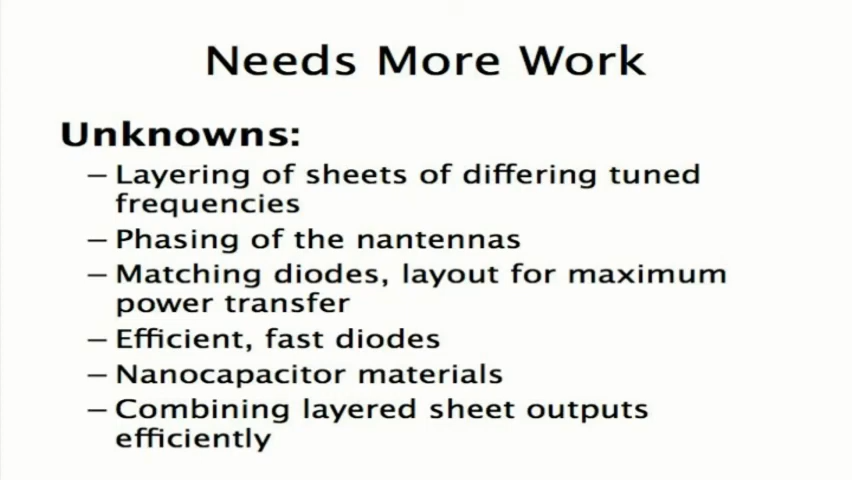 Needs More Work
Unknowns:
– Layering of sheets of differing tuned
frequencies
– Phasing of the nantennas
– Matching diodes, layout for maximum
power transfer
– Efficient, fast diodes
– Nanocapacitor materials
– Combining layered sheet outputs
efficiently